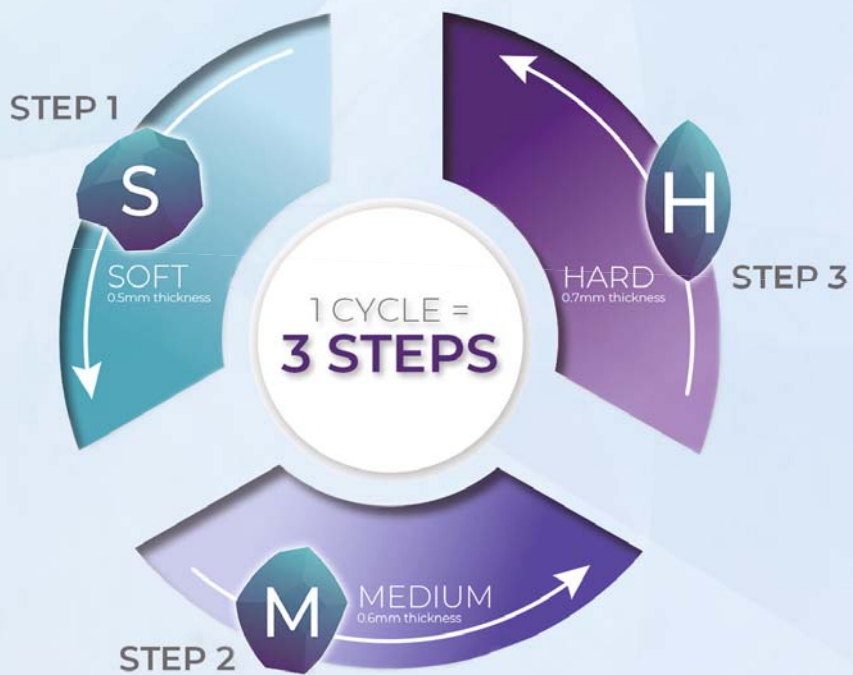 STEP 1
S
SOFT
0.5mm thickness
1 CYCLE =
3 STEPS
H
HARD
0.7mm thickness
STEP 3
M
MEDIUM
0.6mm thickness
STEP 2